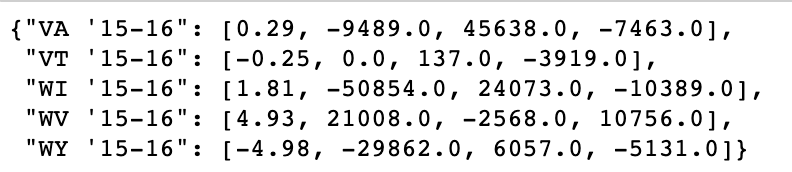 {"VA '15-16": [0.29, -9489.0, 45638.0, -7463.0],
"VT '15-16": [-0.25, 0.0, 137.0, -3919.0],
"WI '15-16": [1.81, -50854.0, 24073.0, -10389.0],
"WV '15-16": [4.93, 21008.0, -2568.0, 10756.0],
"WY '15-16": [-4.98, -29862.0, 6057.0, -5131.0]}